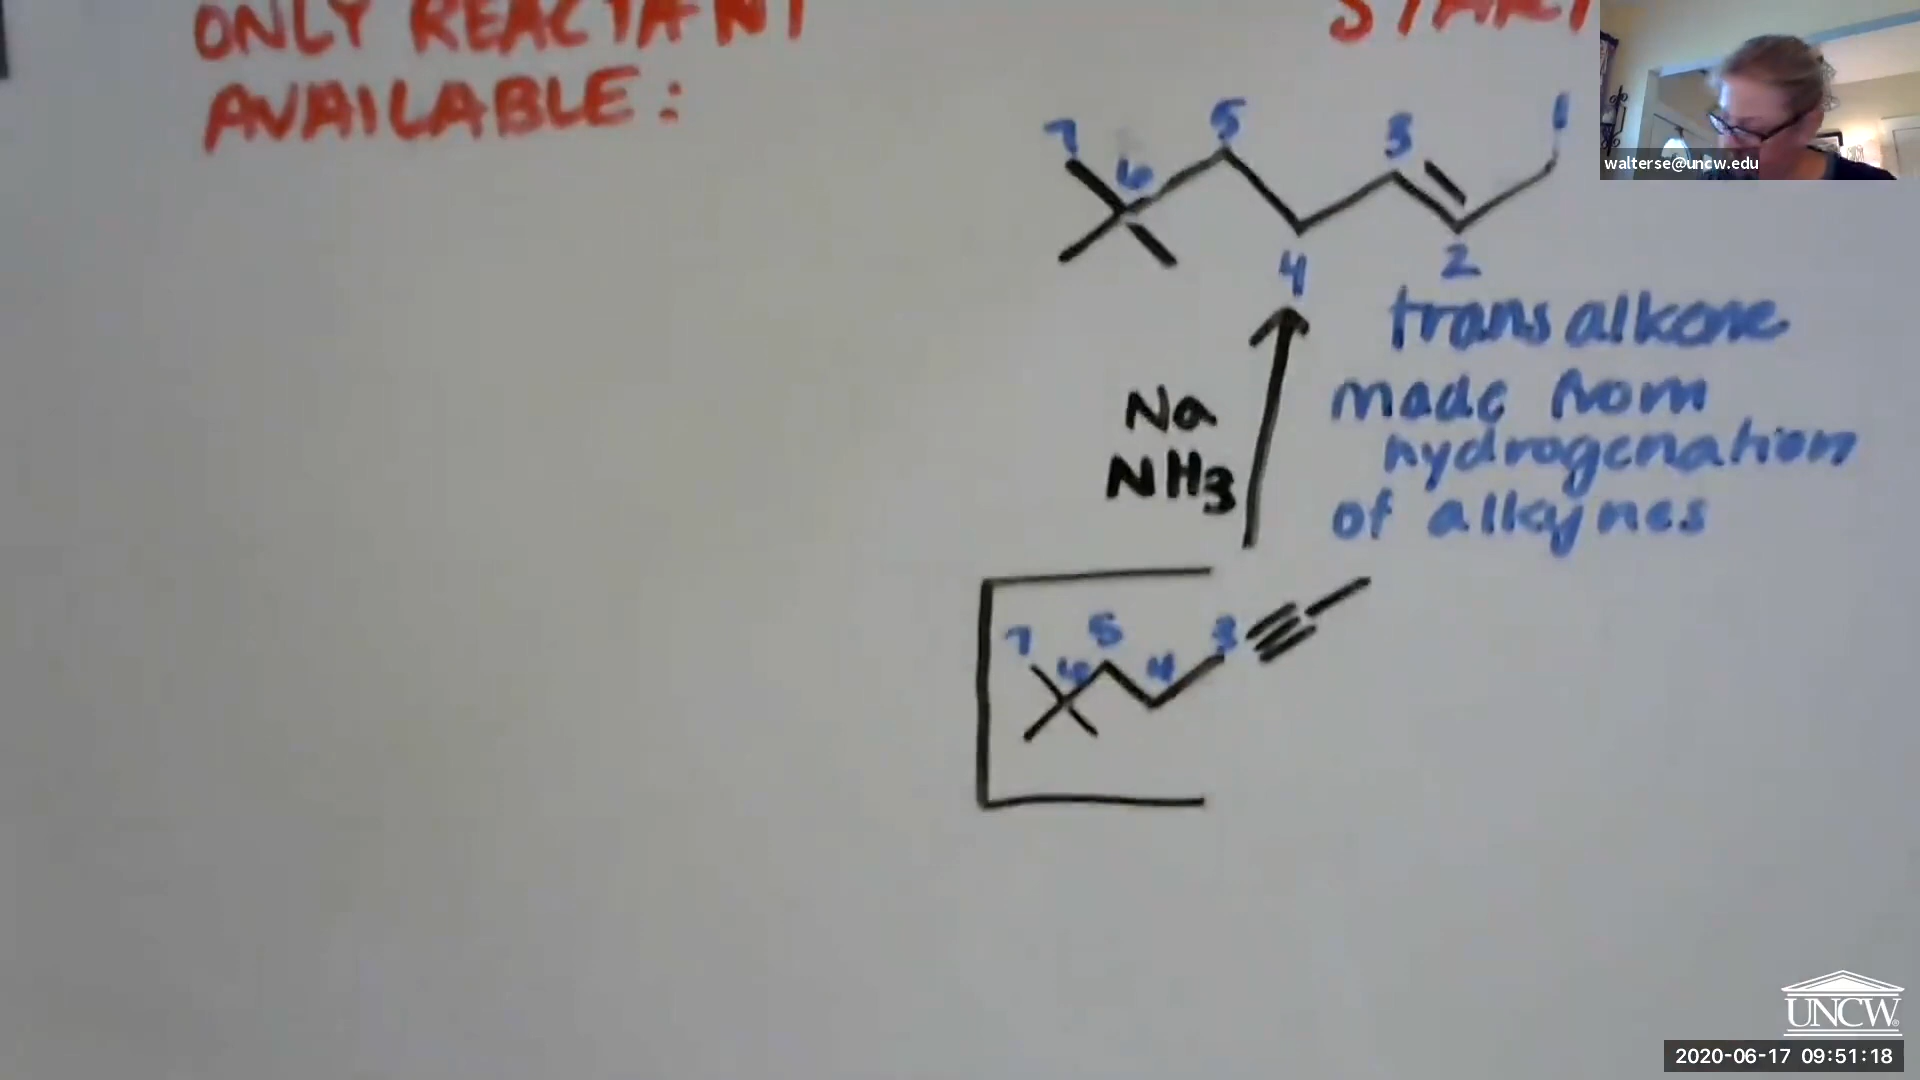 ONLY REACTANT
AVAILABLE:
START
walterse@uncw.edu
7
6
5
4
3
2
1
trans alkene
made from
hydrogenation
of alkynes
Na
NH3
7
6
5
4
3
UNCW
2020-06-17 09:51:18